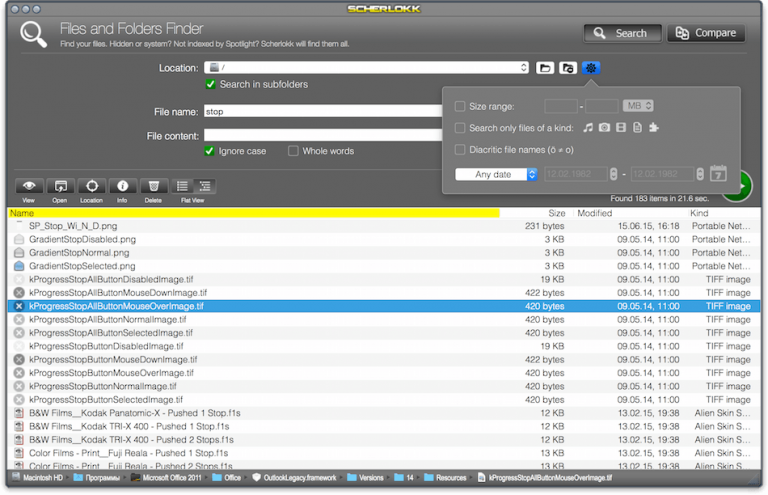 SCHERLOKK
Files and Folders Finder
Find your files. Hidden or system? Not indexed by Spotlight? Scherlokk will find them all.
Search
Compare
Location: /
Search in subfolders
File name: stop
File content:
Ignore case Whole words
Size range: - MB
Search only files of a kind:
Diacritic file names (ö ≠ o)
Any date 12.02.1982 - 12.02.1982 7
View Open Location Info Delete Flat View
Found 183 items in 21.6 sec.
Name Size Modified Kind
SP_Stop_Wi_N_D.png 231 bytes 15.06.15, 16:18 Portable Net…
GradientStopDisabled.png 3 KB 09.05.14, 11:00 Portable Net…
GradientStopNormal.png 3 KB 09.05.14, 11:00 Portable Net…
GradientStopSelected.png 3 KB 09.05.14, 11:00 Portable Net…
kProgressStopAllButtonDisabledImage.tif 19 KB 09.05.14, 11:00 TIFF image
kProgressStopAllButtonMouseDownImage.tif 422 bytes 09.05.14, 11:00 TIFF image
kProgressStopAllButtonMouseOverImage.tif 420 bytes 09.05.14, 11:00 TIFF image
kProgressStopAllButtonNormalImage.tif 420 bytes 09.05.14, 11:00 TIFF image
kProgressStopAllButtonSelectedImage.tif 420 bytes 09.05.14, 11:00 TIFF image
kProgressStopButtonDisabledImage.tif 19 KB 09.05.14, 11:00 TIFF image
kProgressStopButtonMouseDownImage.tif 422 bytes 09.05.14, 11:00 TIFF image
kProgressStopButtonMouseOverImage.tif 420 bytes 09.05.14, 11:00 TIFF image
kProgressStopButtonNormalImage.tif 420 bytes 09.05.14, 11:00 TIFF image
kProgressStopButtonSelectedImage.tif 420 bytes 09.05.14, 11:00 TIFF image
B&W Films__Kodak Panatomic-X - Pushed 1 Stop.f1s 12 KB 13.02.15, 19:38 Alien Skin S…
B&W Films__Kodak TRI-X 400 - Pushed 1 Stop.f1s 12 KB 13.02.15, 19:38 Alien Skin S…
B&W Films__Kodak TRI-X 400 - Pushed 2 Stops.f1s 12 KB 13.02.15, 19:38 Alien Skin S…
Color Films - Print__Fuji Reala - Pushed 1 Stop.f1s 12 KB 13.02.15, 19:38 Alien Skin S…
Color Films - Print__Fuji Reala - Pushed 2 Stops.f1s 12 KB 13.02.15, 19:38 Alien Skin S…
Macintosh HD Программы Microsoft Office 2011 Office OutlookLegacy.framework Versions 14 Resources kProgressStopAllButtonMouseOverImage.tif